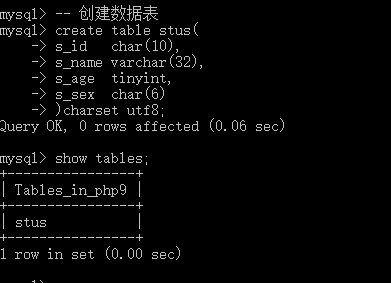 mysql> -- 创建数据表
mysql> create table stus(
    -> s_id   char(10),
    -> s_name varchar(32),
    -> s_age  tinyint,
    -> s_sex  char(6)
    -> )charset utf8;
Query OK, 0 rows affected (0.06 sec)
mysql> show tables;
+----------------+
| Tables_in_php9 |
+----------------+
| stus           |
+----------------+
1 row in set (0.00 sec)